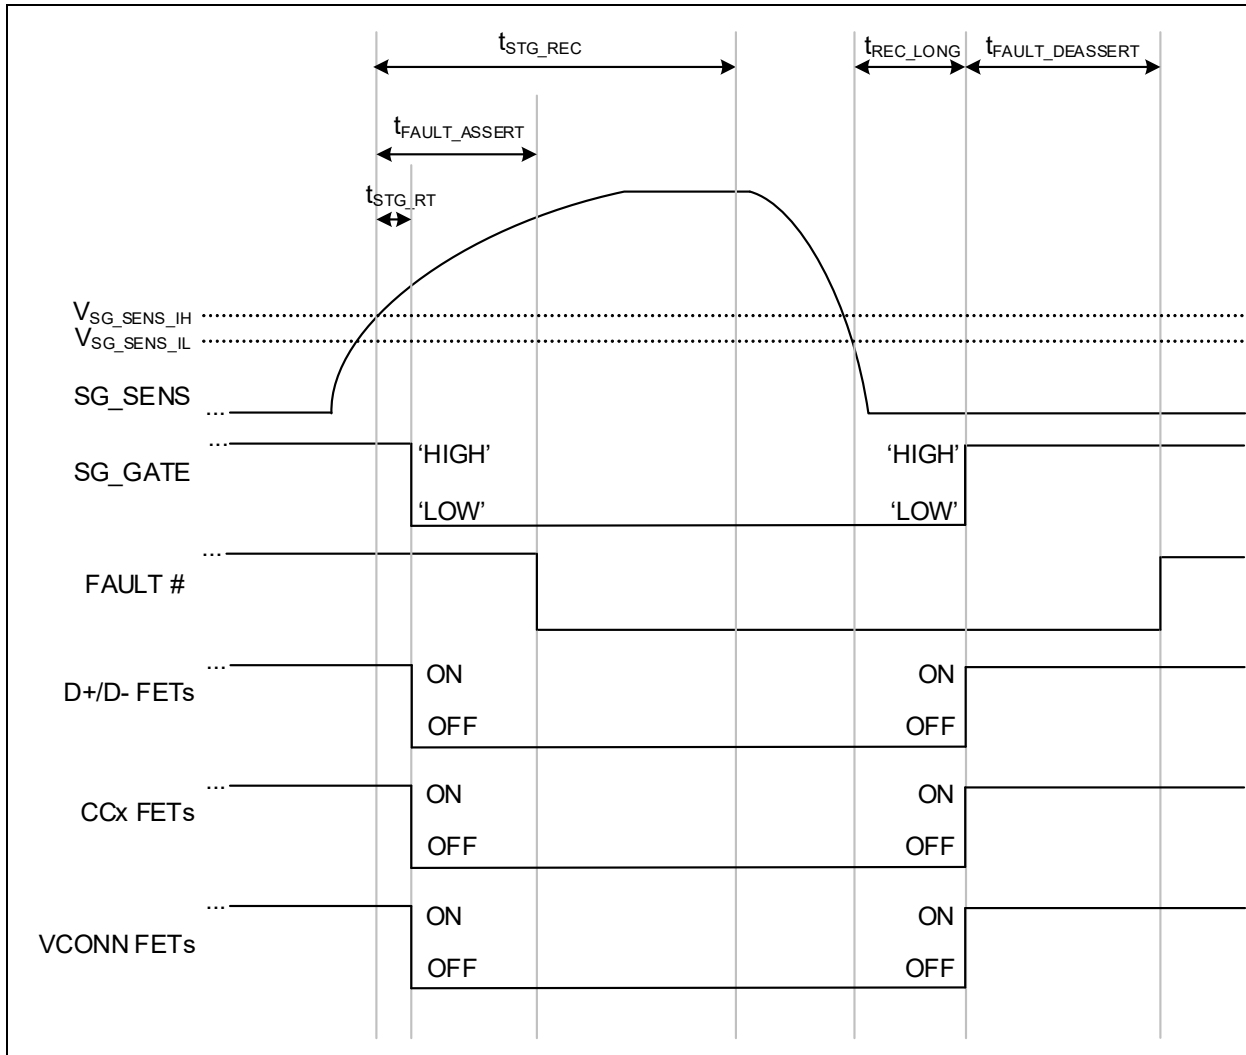 tSTG_REC
tREC_LONG
tFAULT_DEASSERT
tFAULT_ASSERT
tSTG_RT
VSG_SENS_IH
VSG_SENS_IL
SG_SENS
...
...
SG_GATE
‘HIGH’
‘HIGH’
‘LOW’
‘LOW’
...
FAULT #
...
D+/D- FETs
ON
ON
OFF
OFF
...
CCx FETs
ON
ON
OFF
OFF
...
VCONN FETs
ON
ON
OFF
OFF